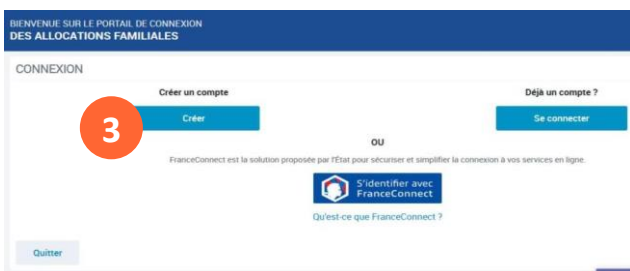 BIENVENUE SUR LE PORTAIL DE CONNEXION
DES ALLOCATIONS FAMILIALES
CONNEXION
Créer un compte
Déjà un compte ?
3
Créer
Se connecter
OU
FranceConnect est la solution proposée par l'État pour sécuriser et simplifier la connexion à vos services en ligne.
S'identifier avec
FranceConnect
Qu'est-ce que FranceConnect ?
Quitter